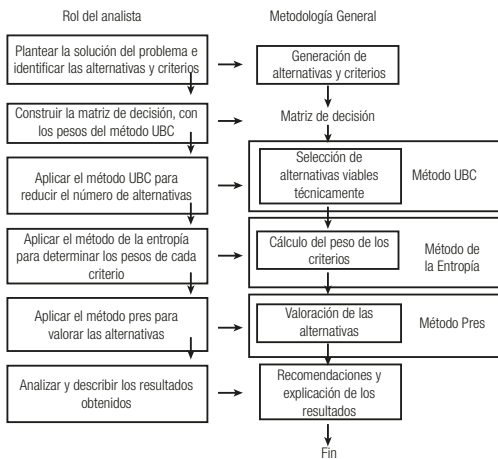 Rol del analista
Metodología General
Plantear la solución del problema e
identificar las alternativas y criterios
Generación de
alternativas y criterios
Construir la matriz de decisión, con
los pesos del método UBC
Matriz de decisión
Aplicar el método UBC para
reducir el número de alternativas
Selección de
alternativas viables
técnicamente
Método UBC
Aplicar el método de la entropía
para determinar los pesos de cada
criterio
Cálculo del peso de los
criterios
Método de
la Entropía
Aplicar el método pres para
valorar las alternativas
Valoración de las
alternativas
Método Pres
Analizar y describir los resultados
obtenidos
Recomendaciones y
explicación de los
resultados
Fin